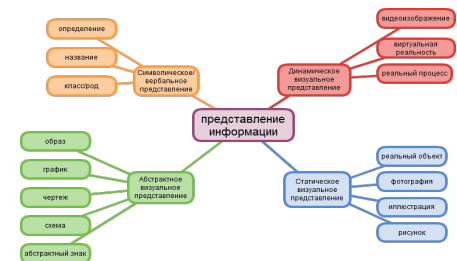 определение
название
класс/род
Символическое/
вербальное
представление
видеоизображение
виртуальная
реальность
реальный процесс
Динамическое
визуальное
представление
представление
информации
образ
график
чертеж
схема
абстрактный знак
Абстрактное
визуальное
представление
Статическое
визуальное
представление
реальный объект
фотография
иллюстрация
рисунок